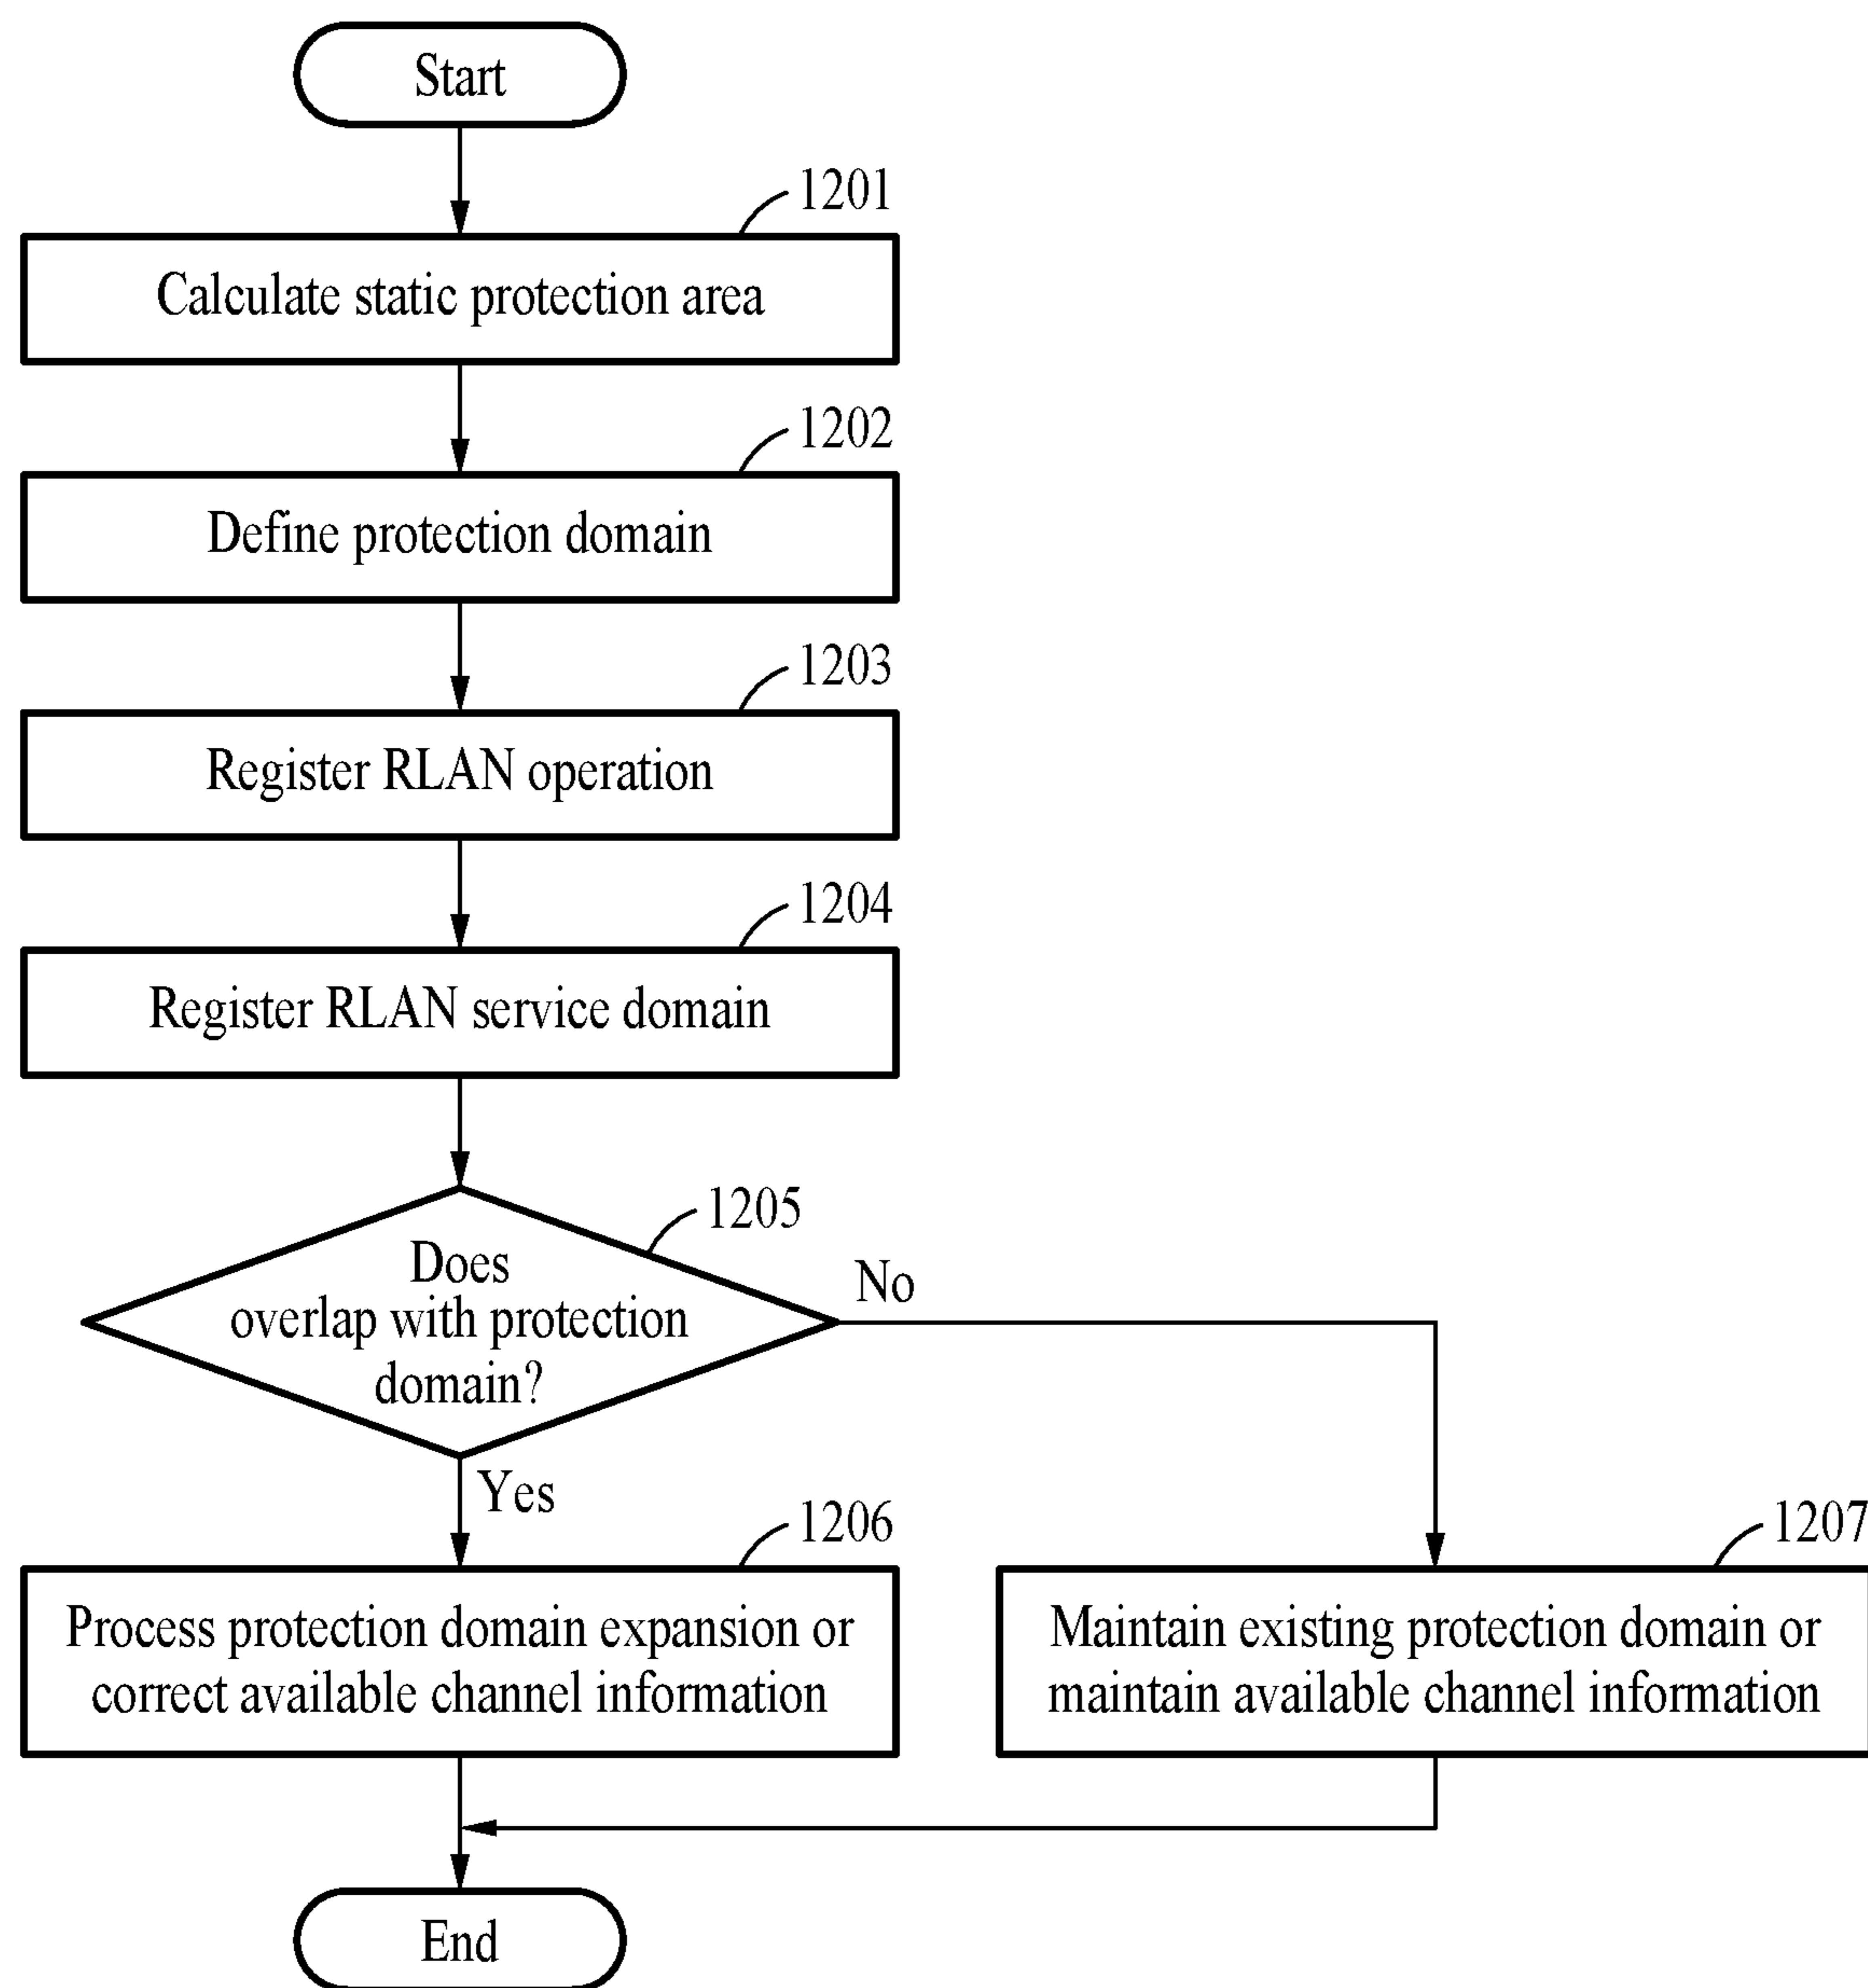 Start
1201
Calculate static protection area
1202
Define protection domain
1203
Register RLAN operation
1204
Register RLAN service domain
1205
Does
overlap with protection
domain?
No
Yes
1206
Process protection domain expansion or
correct available channel information
1207
Maintain existing protection domain or
maintain available channel information
End